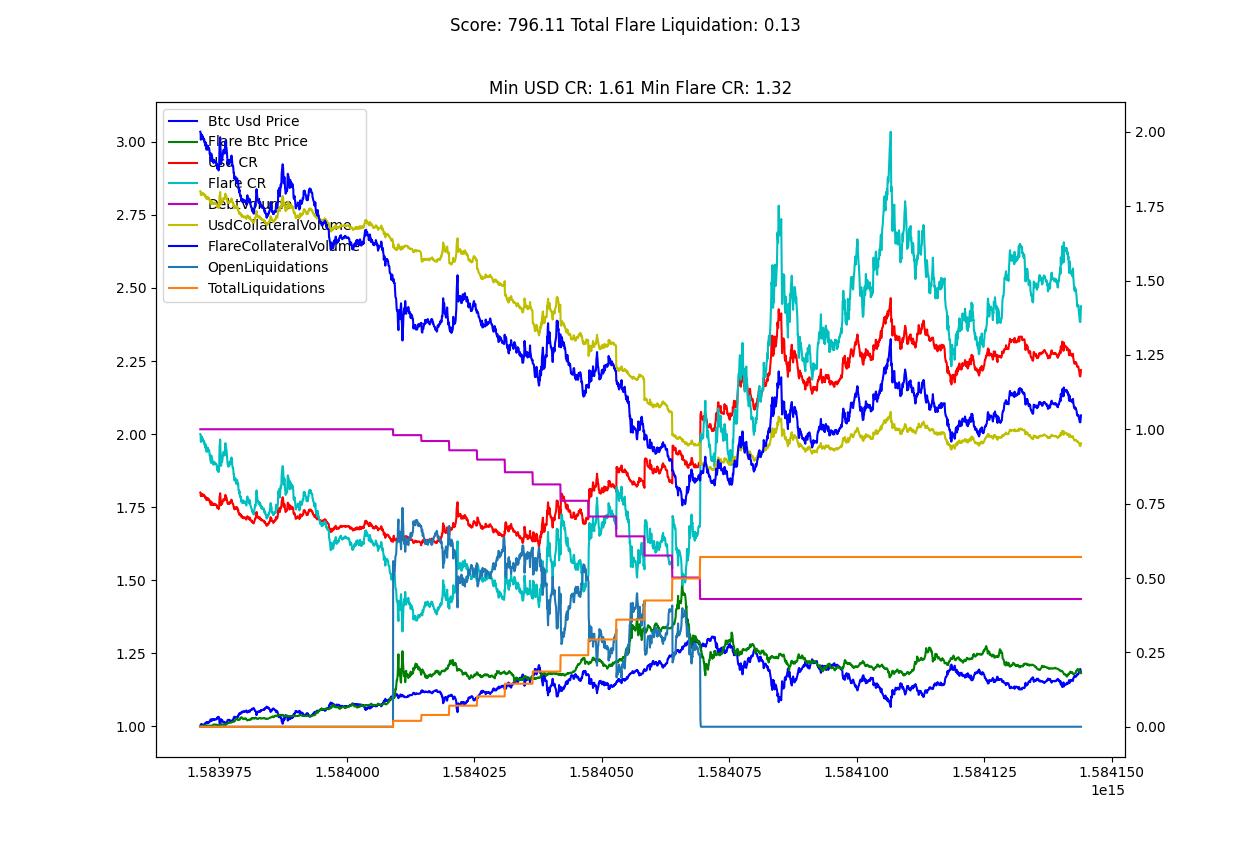 Score: 796.11 Total Flare Liquidation: 0.13
Min USD CR: 1.61 Min Flare CR: 1.32
Btc Usd Price
Flare Btc Price
Usd CR
Flare CR
DebtVolume
UsdCollateralVolume
FlareCollateralVolume
OpenLiquidations
TotalLiquidations
3.00
2.75
2.50
2.25
2.00
1.75
1.50
1.25
1.00
2.00
1.75
1.50
1.25
1.00
0.75
0.50
0.25
0.00
1.583975 1.584000 1.584025 1.584050 1.584075 1.584100 1.584125 1.584150
1e15